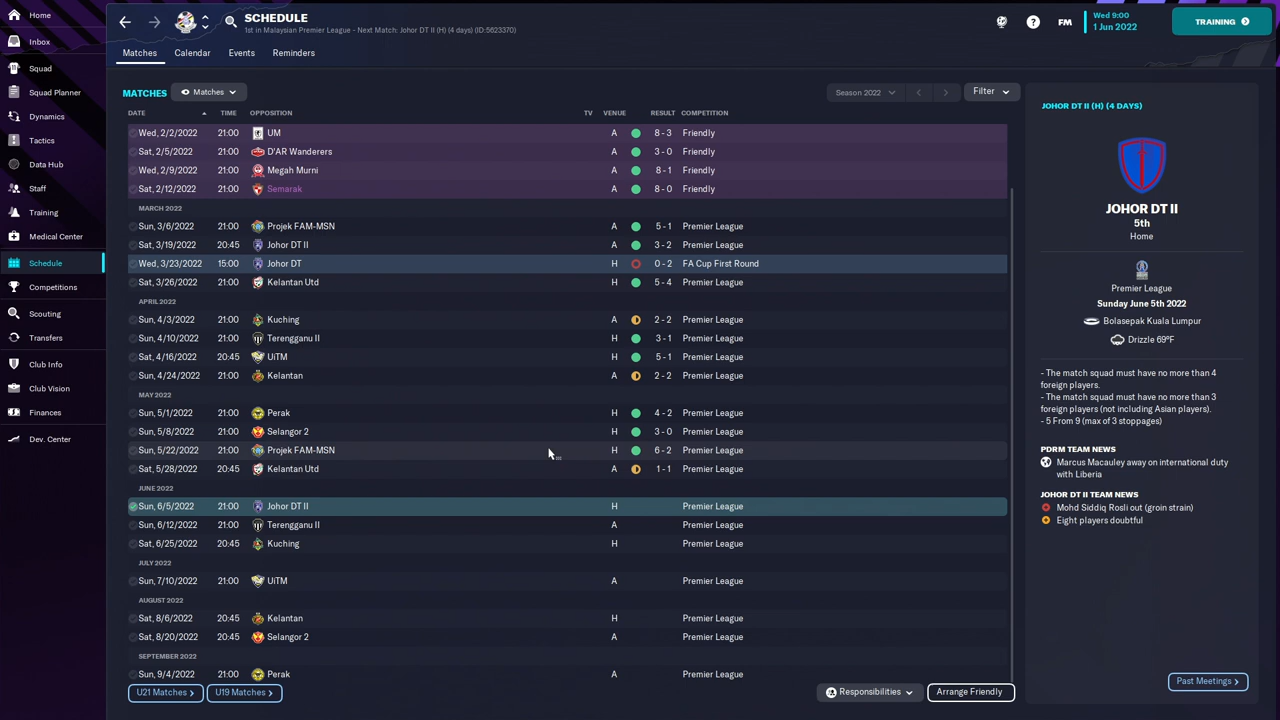 Home
Inbox
Squad
Squad Planner
Dynamics
Tactics
Data Hub
Staff
Training
Medical Center
Schedule
Competitions
Scouting
Transfers
Club Info
Club Vision
Finances
Dev. Center
SCHEDULE
1st in Malaysian Premier League - Next Match: Johor DT II (H) (4 days) (ID:5623370)
? FM
Wed 9:00
1 Jun 2022
TRAINING
Matches Calendar Events Reminders
MATCHES Matches Season 2022 Filter
DATE TIME OPPOSITION TV VENUE RESULT COMPETITION
Wed, 2/2/2022 21:00 UM A 8 - 3 Friendly
Sat, 2/5/2022 21:00 D'AR Wanderers A 3 - 0 Friendly
Wed, 2/9/2022 21:00 Megah Murni A 8 - 1 Friendly
Sat, 2/12/2022 21:00 Semarak A 8 - 0 Friendly
MARCH 2022
Sun, 3/6/2022 21:00 Projek FAM-MSN A 5 - 1 Premier League
Sat, 3/19/2022 20:45 Johor DT II A 3 - 2 Premier League
Wed, 3/23/2022 15:00 Johor DT H 0 - 2 FA Cup First Round
Sat, 3/26/2022 21:00 Kelantan Utd H 5 - 4 Premier League
APRIL 2022
Sun, 4/3/2022 21:00 Kuching A 2 - 2 Premier League
Sun, 4/10/2022 21:00 Terengganu II H 3 - 1 Premier League
Sat, 4/16/2022 20:45 UiTM H 5 - 1 Premier League
Sun, 4/24/2022 21:00 Kelantan A 2 - 2 Premier League
MAY 2022
Sun, 5/1/2022 21:00 Perak H 4 - 2 Premier League
Sun, 5/8/2022 21:00 Selangor 2 H 3 - 0 Premier League
Sun, 5/22/2022 21:00 Projek FAM-MSN H 6 - 2 Premier League
Sat, 5/28/2022 20:45 Kelantan Utd A 1 - 1 Premier League
JUNE 2022
Sun, 6/5/2022 21:00 Johor DT II H Premier League
Sun, 6/12/2022 21:00 Terengganu II A Premier League
Sat, 6/25/2022 20:45 Kuching H Premier League
JULY 2022
Sun, 7/10/2022 21:00 UiTM A Premier League
AUGUST 2022
Sat, 8/6/2022 20:45 Kelantan H Premier League
Sat, 8/20/2022 20:45 Selangor 2 A Premier League
SEPTEMBER 2022
Sun, 9/4/2022 21:00 Perak A Premier League
U21 Matches U19 Matches Responsibilities Arrange Friendly
JOHOR DT II (H) (4 DAYS)
JOHOR DT II
5th
Home
Premier League
Sunday June 5th 2022
Bolasepak Kuala Lumpur
Drizzle 69°F
- The match squad must have no more than 4
foreign players.
- The match squad must have no more than 3
foreign players (not including Asian players).
- 5 From 9 (max of 3 stoppages)
PDRM TEAM NEWS
Marcus Macauley away on international duty
with Liberia
JOHOR DT II TEAM NEWS
Mohd Siddiq Rosli out (groin strain)
Eight players doubtful
Past Meetings